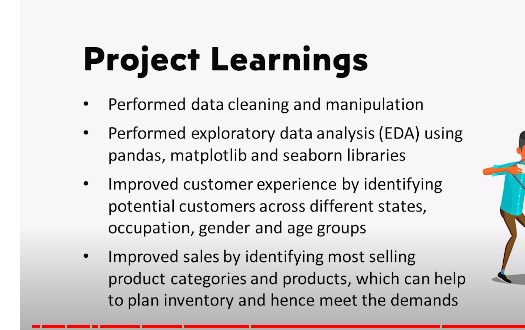 Project Learnings
• Performed data cleaning and manipulation
• Performed exploratory data analysis (EDA) using
pandas, matplotlib and seaborn libraries
• Improved customer experience by identifying
potential customers across different states,
occupation, gender and age groups
• Improved sales by identifying most selling
product categories and products, which can help
to plan inventory and hence meet the demands